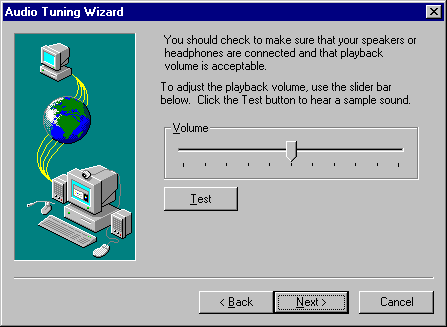 Audio Tuning Wizard
You should check to make sure that your speakers or
headphones are connected and that playback
volume is acceptable.
To adjust the playback volume, use the slider bar
below.  Click the Test button to hear a sample sound.
Volume
Test
< Back
Next >
Cancel